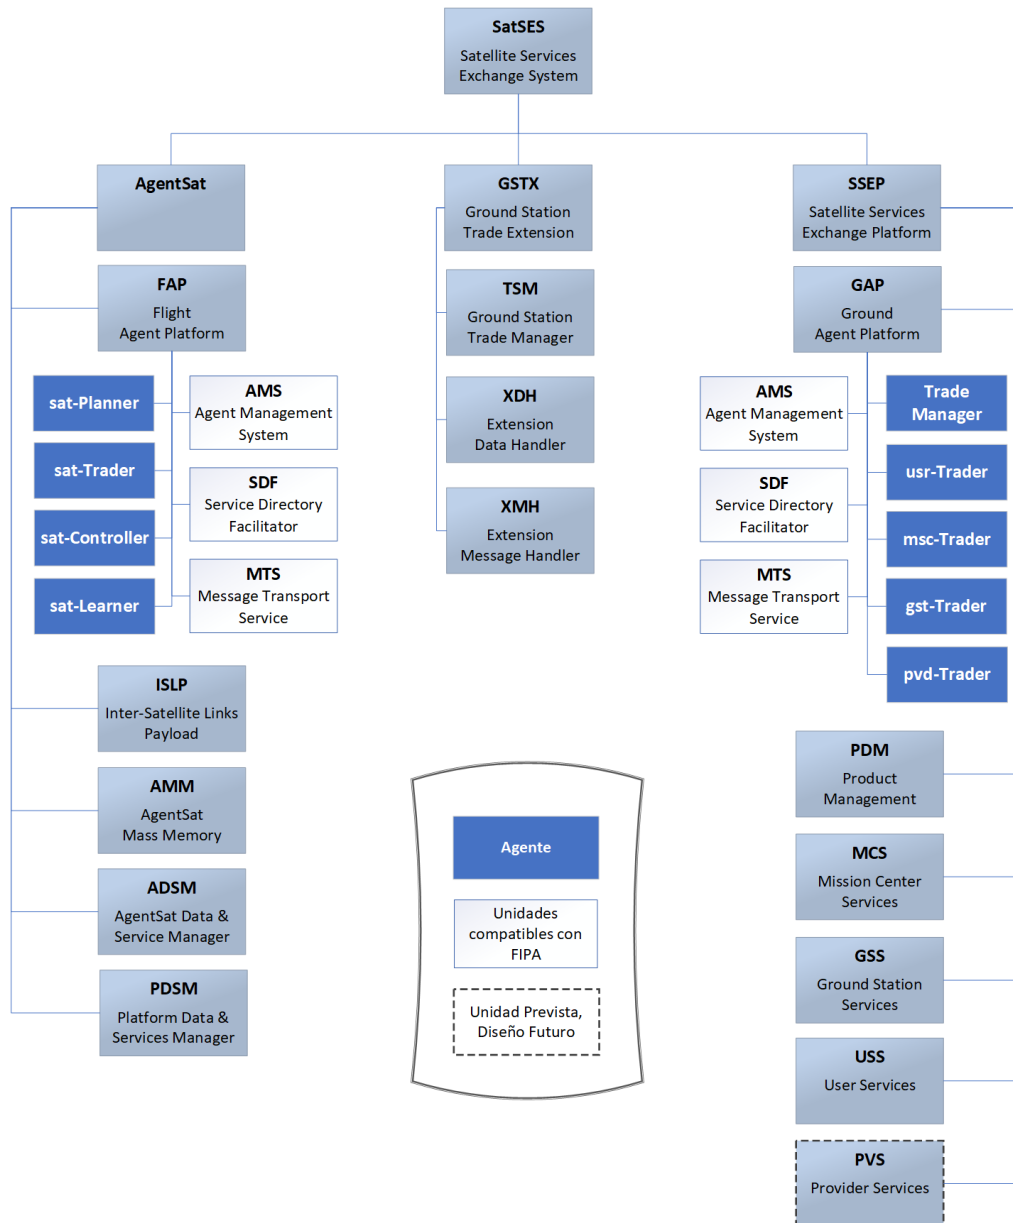 SatSES
Satellite Services
Exchange System
AgentSat
GSTX
Ground Station
Trade Extension
SSEP
Satellite Services
Exchange Platform
FAP
Flight
Agent Platform
sat-Planner
sat-Trader
sat-Controller
sat-Learner
AMS
Agent Management
System
SDF
Service Directory
Facilitator
MTS
Message Transport
Service
ISLP
Inter-Satellite Links
Payload
AMM
AgentSat
Mass Memory
ADSM
AgentSat Data &
Service Manager
PDSM
Platform Data &
Services Manager
TSM
Ground Station
Trade Manager
XDH
Extension
Data Handler
XMH
Extension
Message Handler
GAP
Ground
Agent Platform
AMS
Agent Management
System
SDF
Service Directory
Facilitator
MTS
Message Transport
Service
Trade
Manager
usr-Trader
msc-Trader
gst-Trader
pvd-Trader
PDM
Product
Management
MCS
Mission Center
Services
GSS
Ground Station
Services
USS
User Services
PVS
Provider Services
Agente
Unidades
compatibles con
FIPA
Unidad Prevista,
Diseño Futuro